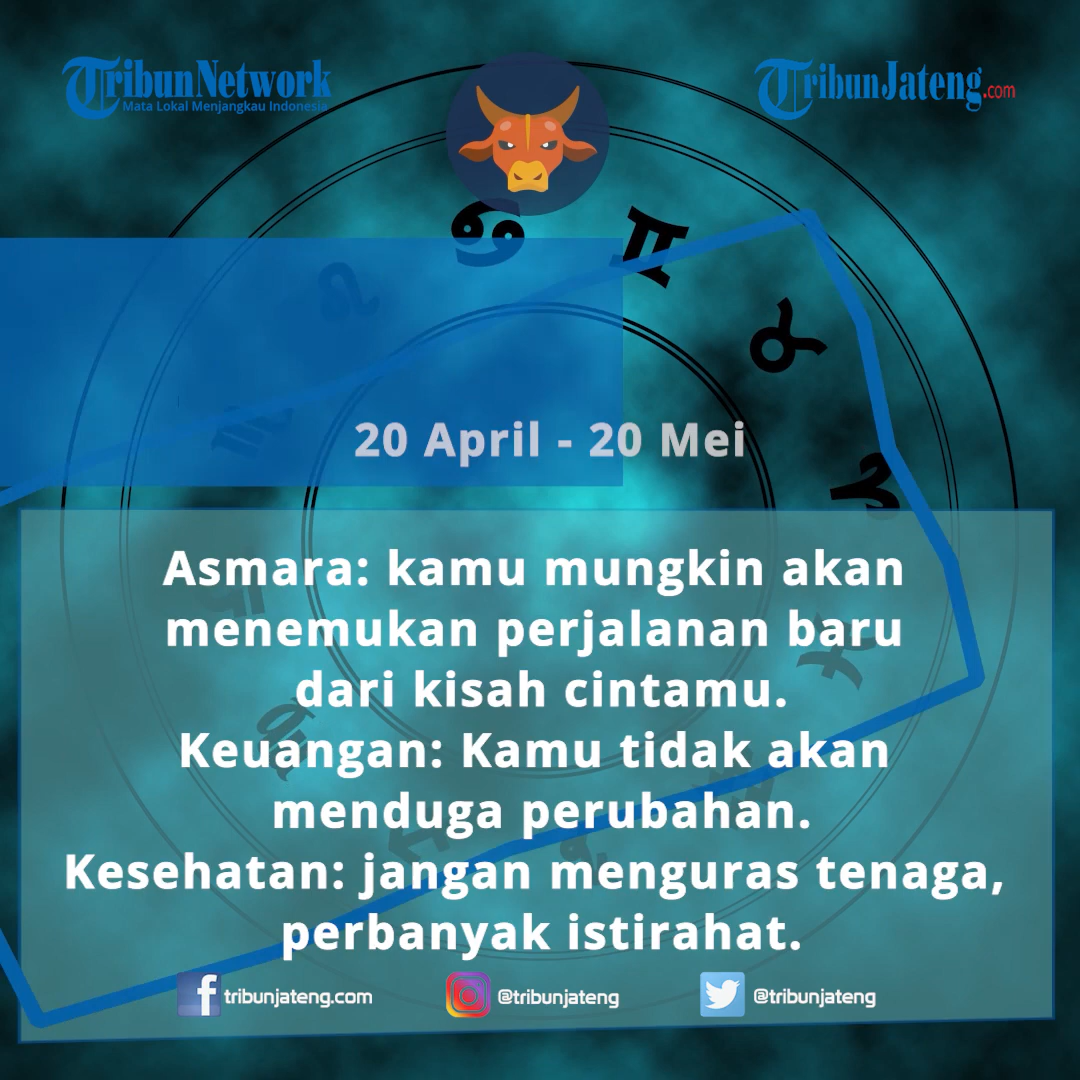 TribunNetwork
Mata Lokal Menjangkau Indonesia
TribunJateng.com
20 April - 20 Mei
Asmara: kamu mungkin akan
menemukan perjalanan baru
dari kisah cintamu.
Keuangan: Kamu tidak akan
menduga perubahan.
Kesehatan: jangan menguras tenaga,
perbanyak istirahat.
tribunjateng.com
@tribunjateng
@tribunjateng